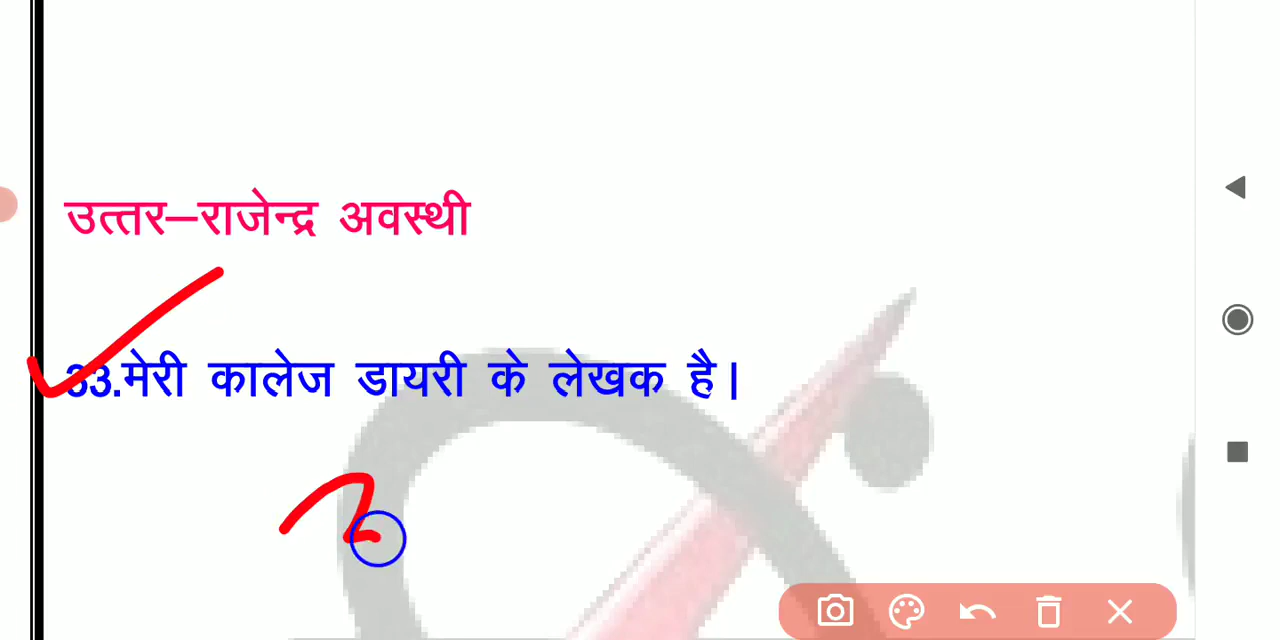 उत्तर–राजेन्द्र अवस्थी
33.मेरी कालेज डायरी के लेखक है।